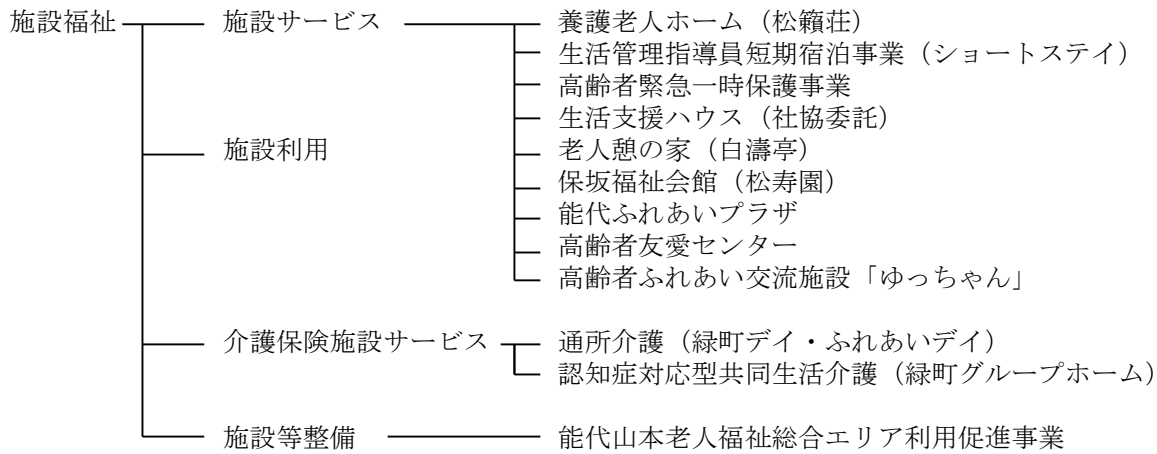 施設福祉 施設サービス 養護老人ホーム（松籟荘）
生活管理指導員短期宿泊事業（ショートステイ）
高齢者緊急一時保護事業
生活支援ハウス（社協委託）
施設利用 老人憩の家（白濤亭）
保坂福祉会館（松寿園）
能代ふれあいプラザ
高齢者友愛センター
高齢者ふれあい交流施設「ゆっちゃん」
介護保険施設サービス 通所介護（緑町デイ・ふれあいデイ）
認知症対応型共同生活介護（緑町グループホーム）
施設等整備 能代山本老人福祉総合エリア利用促進事業